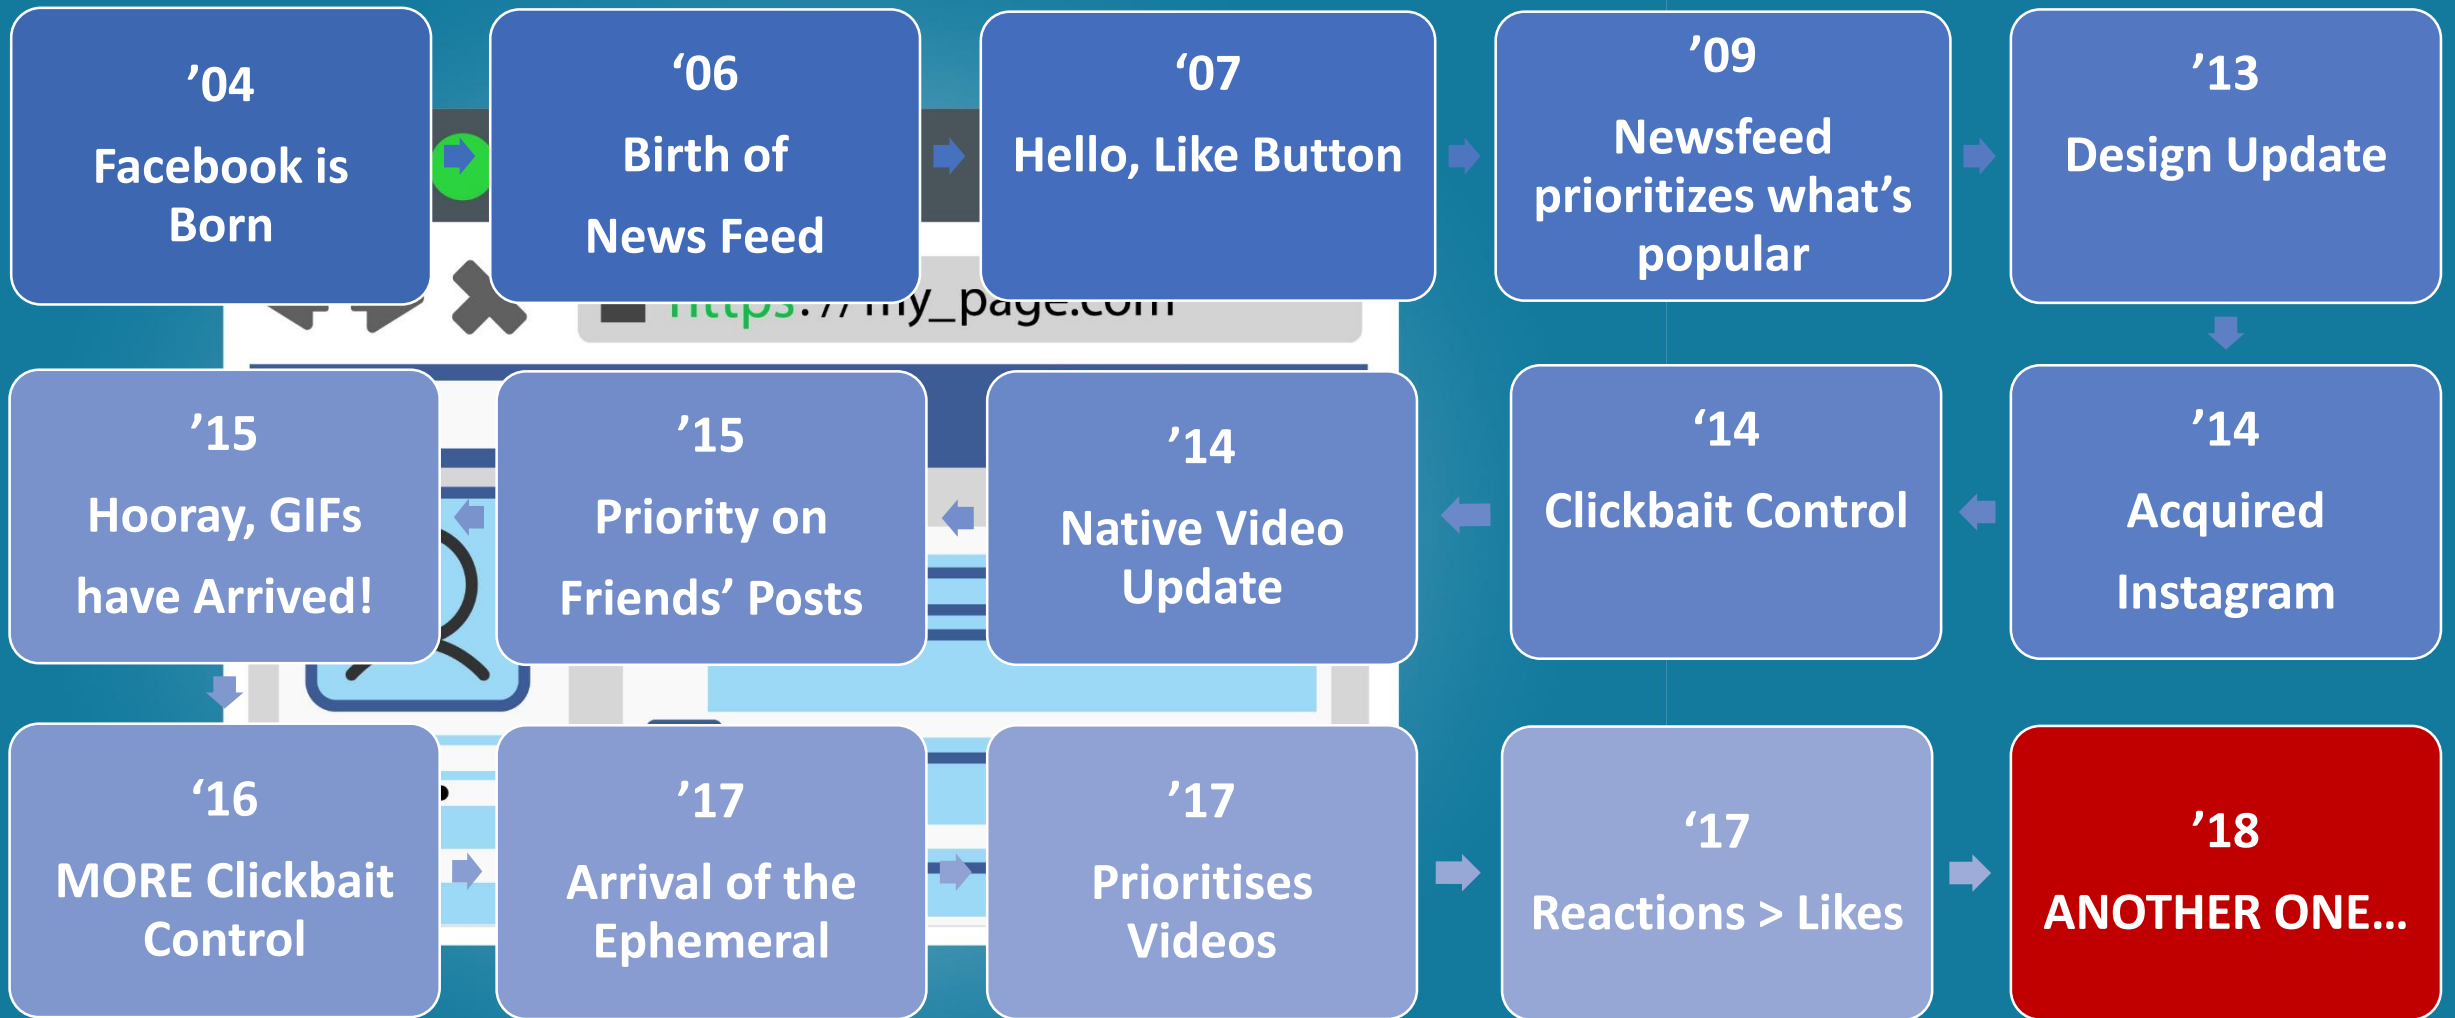 ’04
Facebook is
Born
‘06
Birth of
News Feed
‘07
Hello, Like Button
’09
Newsfeed
prioritizes what’s
popular
’13
Design Update
https://my_page.com
’14
Acquired
Instagram
‘14
Clickbait Control
’14
Native Video
Update
’15
Priority on
Friends’ Posts
’15
Hooray, GIFs
have Arrived!
‘16
MORE Clickbait
Control
’17
Arrival of the
Ephemeral
’17
Prioritises
Videos
‘17
Reactions > Likes
’18
ANOTHER ONE...